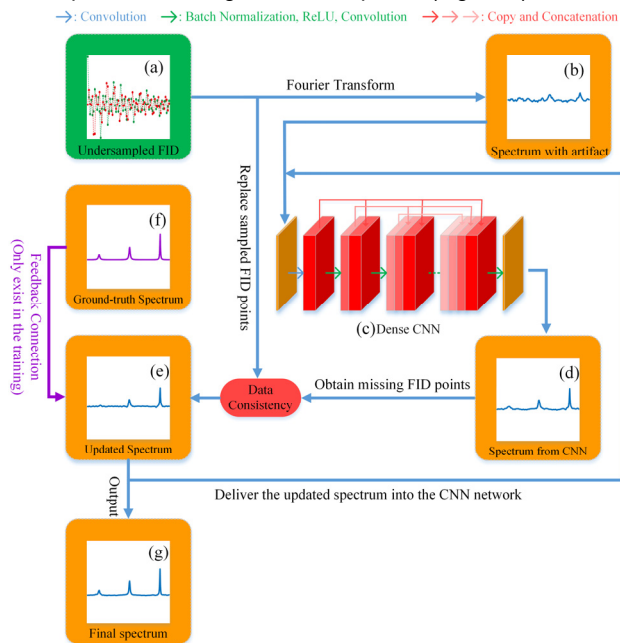 : Convolution
: Batch Normalization, ReLU, Convolution
: Copy and Concatenation
(a)
Undersampled FID
Fourier Transform
(b)
Spectrum with artifact
Replace sampled FID points
(f)
Ground-truth Spectrum
Feedback Connection
(Only exist in the training)
(c)Dense CNN
(e)
Updated Spectrum
Data
Consistency
Obtain missing FID points
(d)
Spectrum from CNN
Output
Deliver the updated spectrum into the CNN network
(g)
Final spectrum